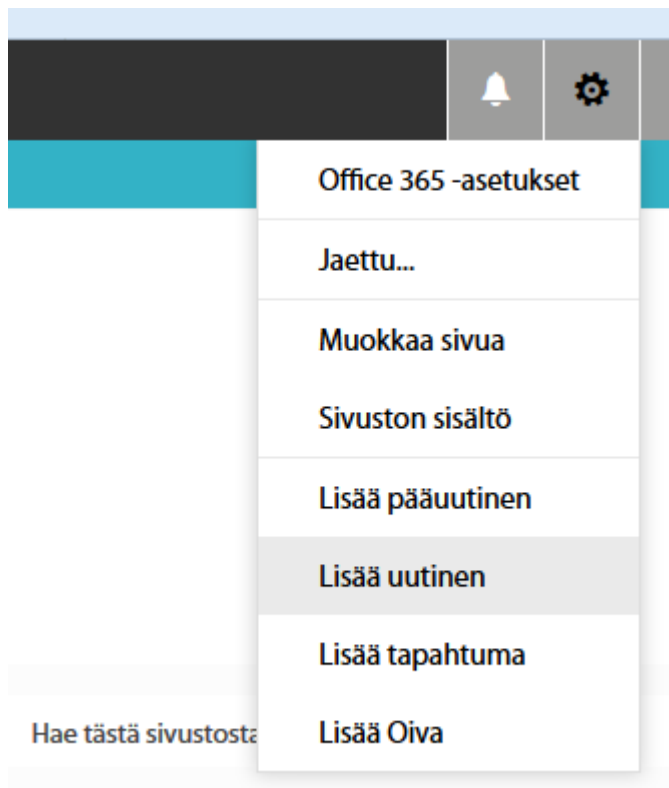 Office 365 -asetukset
Jaettu...
Muokkaa sivua
Sivuston sisältö
Lisää pääuutinen
Lisää uutinen
Lisää tapahtuma
Hae tästä sivustosta
Lisää Oiva